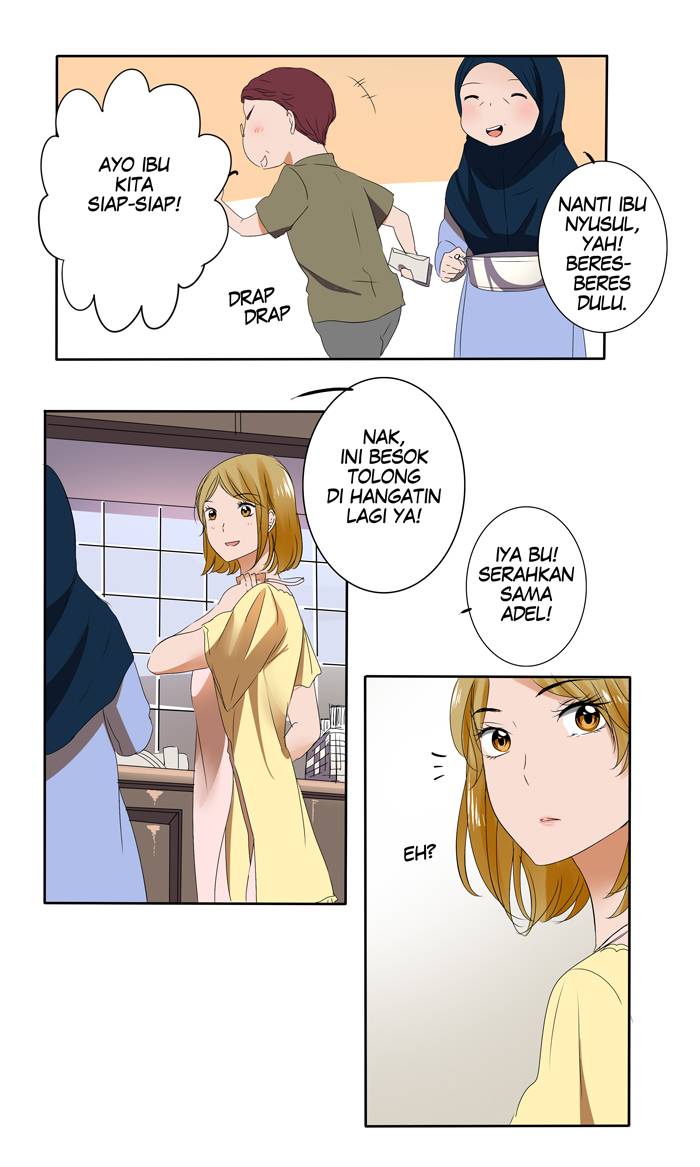 AYO IBU
KITA
SIAP-SIAP!
NANTI IBU
NYUSUL,
YAH!
BERES-
BERES
DULU.
DRAP
DRAP
NAK,
INI BESOK
TOLONG
DI HANGATIN
LAGI YA!
IYA BU!
SERAHKAN
SAMA
ADEL!
EH?